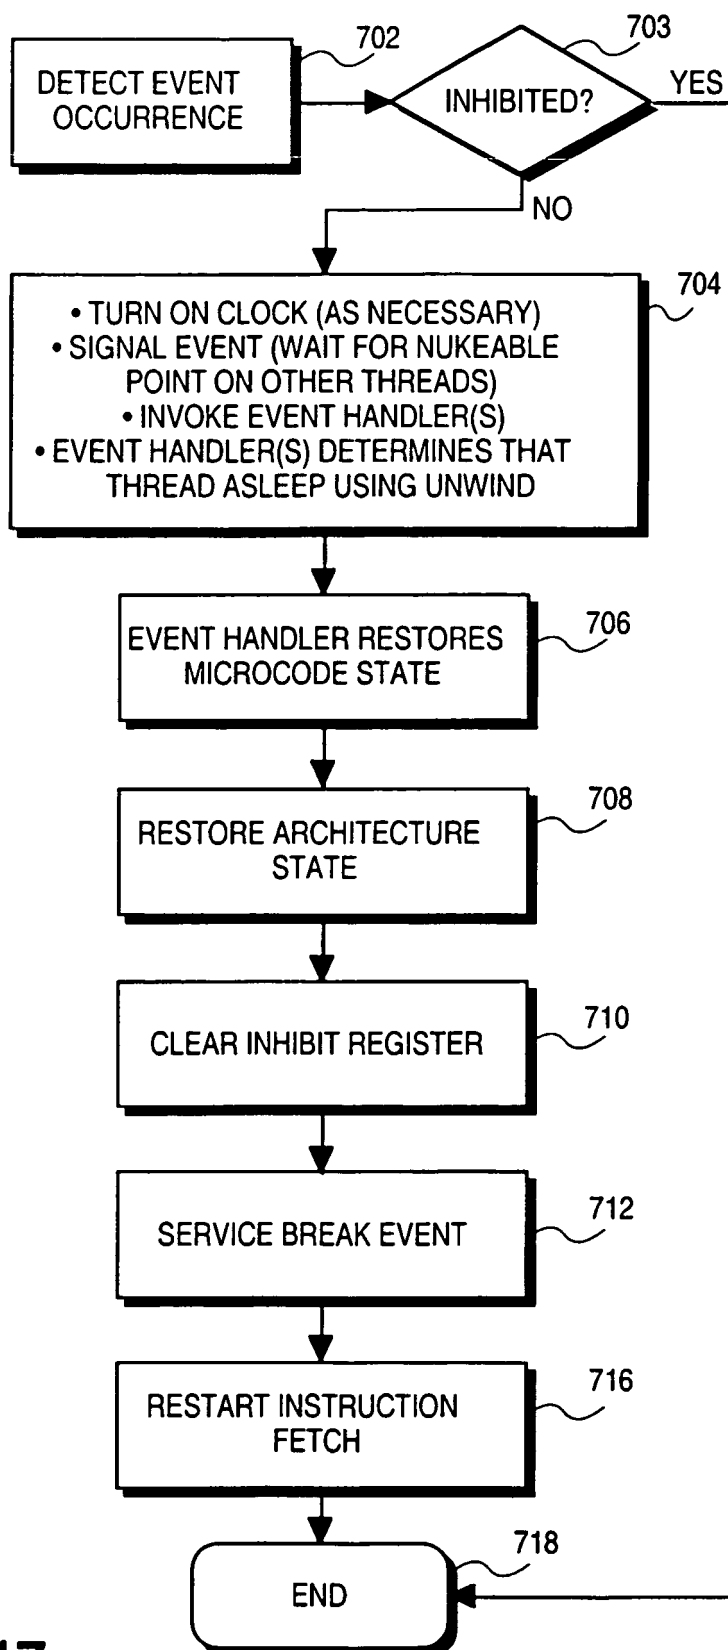 702
703
DETECT EVENT
OCCURRENCE
INHIBITED?
YES
NO
704
• TURN ON CLOCK (AS NECESSARY)
• SIGNAL EVENT (WAIT FOR NUKEABLE
POINT ON OTHER THREADS)
• INVOKE EVENT HANDLER(S)
• EVENT HANDLER(S) DETERMINES THAT
THREAD ASLEEP USING UNWIND
706
EVENT HANDLER RESTORES
MICROCODE STATE
708
RESTORE ARCHITECTURE
STATE
710
CLEAR INHIBIT REGISTER
712
SERVICE BREAK EVENT
716
RESTART INSTRUCTION
FETCH
718
END